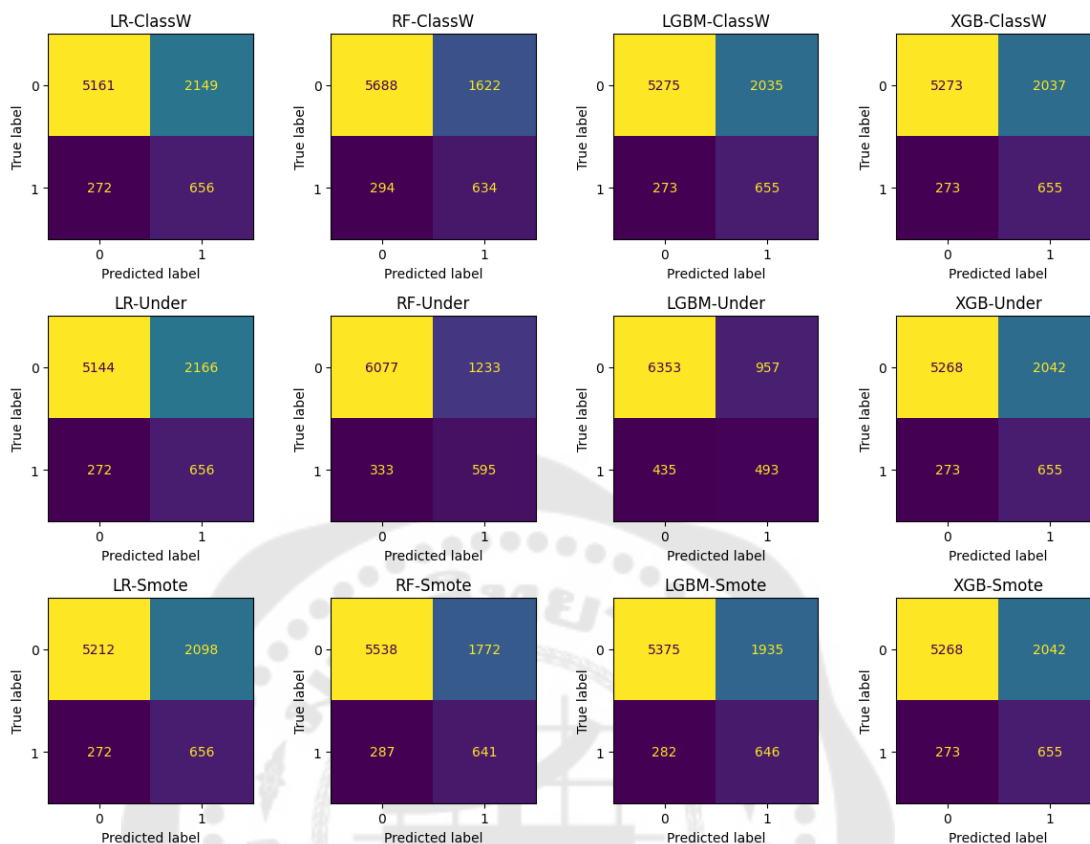 LR-ClassW
RF-ClassW
LGBM-ClassW
XGB-ClassW
True label
0
5161
2149
1
272
656
0
1
Predicted label
True label
0
5688
1622
1
294
634
0
1
Predicted label
True label
0
5275
2035
1
273
655
0
1
Predicted label
True label
0
5273
2037
1
273
655
0
1
Predicted label
LR-Under
RF-Under
LGBM-Under
XGB-Under
True label
0
5144
2166
1
272
656
0
1
Predicted label
True label
0
6077
1233
1
333
595
0
1
Predicted label
True label
0
6353
957
1
435
493
0
1
Predicted label
True label
0
5268
2042
1
273
655
0
1
Predicted label
LR-Smote
RF-Smote
LGBM-Smote
XGB-Smote
True label
0
5212
2098
1
272
656
0
1
Predicted label
True label
0
5538
1772
1
287
641
0
1
Predicted label
True label
0
5375
1935
1
282
646
0
1
Predicted label
True label
0
5268
2042
1
273
655
0
1
Predicted label